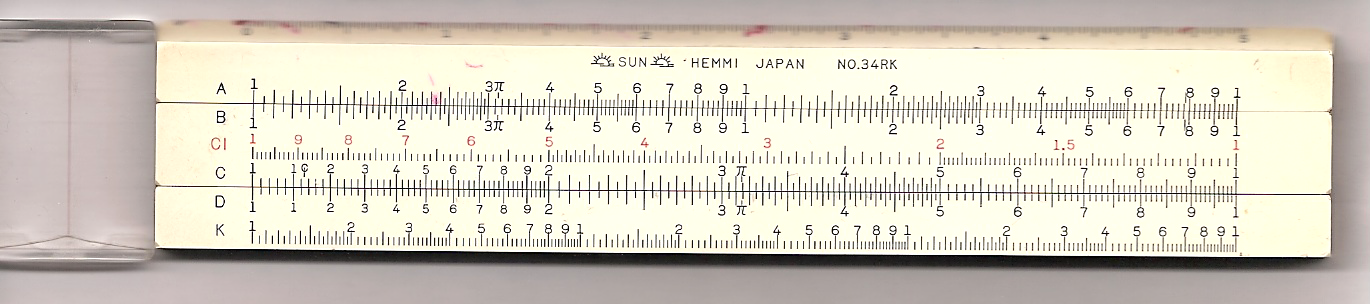 SUN HEMMI JAPAN NO.34RK
A 1 2 3 π 4 5 6 7 8 9 1 2 3 4 5 6 7 8 9 1
B 1 2 3 π 4 5 6 7 8 9 1 2 3 4 5 6 7 8 9 1
CI 1 9 8 7 6 5 4 3 2 1.5 1
C 1 1 φ 2 3 4 5 6 7 8 9 2 3 π 4 5 6 7 8 9 1
D 1 1 2 3 4 5 6 7 8 9 2 3 π 4 5 6 7 8 9 1
K 1 2 3 4 5 6 7 8 9 1 2 3 4 5 6 7 8 9 1 2 3 4 5 6 7 8 9 1